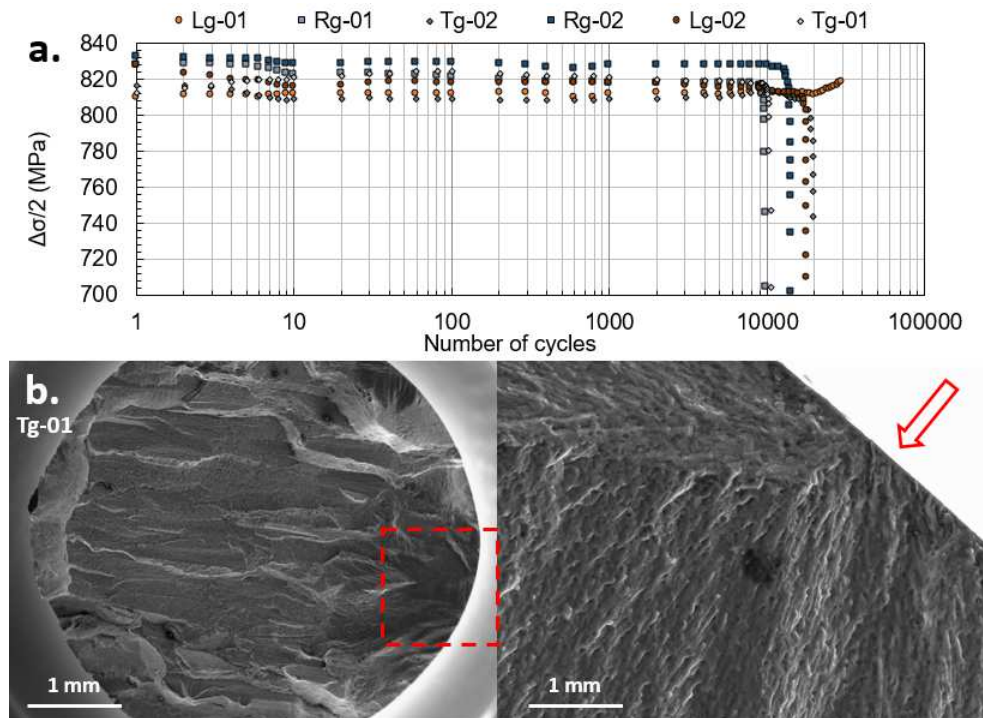 Lg-01 Rg-01 Tg-02 Rg-02 Lg-02 Tg-01
a.
840
820
800
780
760
740
720
700
Δσ/2 (MPa)
1 10 100 1000 10000 100000
Number of cycles
b.
Tg-01
1 mm
1 mm